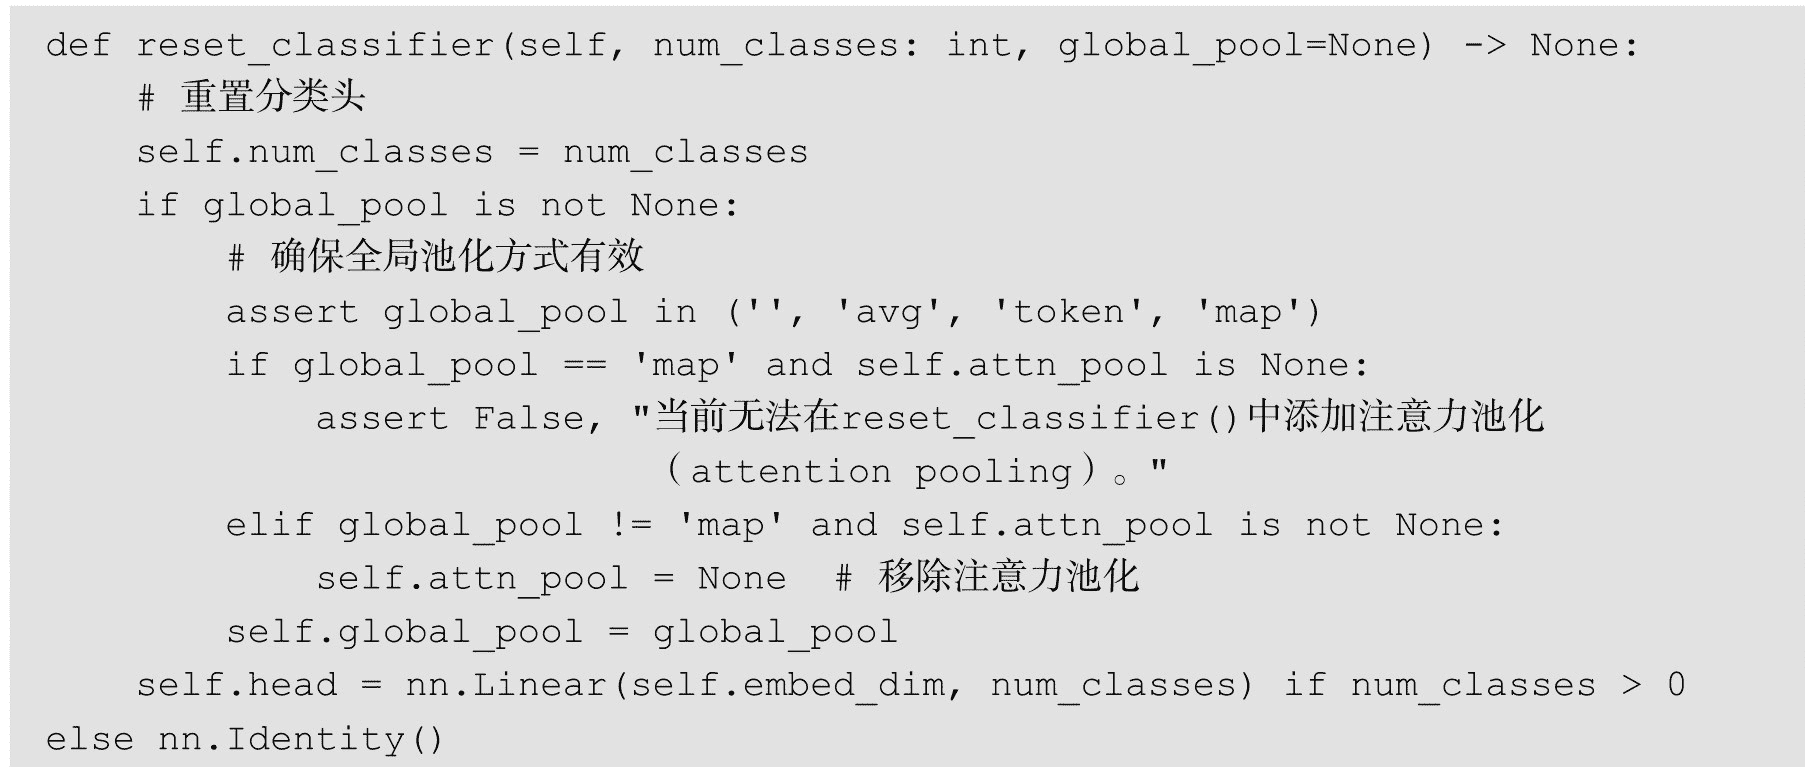 def reset_classifier(self, num_classes: int, global_pool=None) -> None:
    # 重置分类头
    self.num_classes = num_classes
    if global_pool is not None:
        # 确保全局池化方式有效
        assert global_pool in ('', 'avg', 'token', 'map')
        if global_pool == 'map' and self.attn_pool is None:
            assert False, "当前无法在reset_classifier()中添加注意力池化
                           （attention pooling）。"
        elif global_pool != 'map' and self.attn_pool is not None:
            self.attn_pool = None  # 移除注意力池化
        self.global_pool = global_pool
    self.head = nn.Linear(self.embed_dim, num_classes) if num_classes > 0
else nn.Identity()